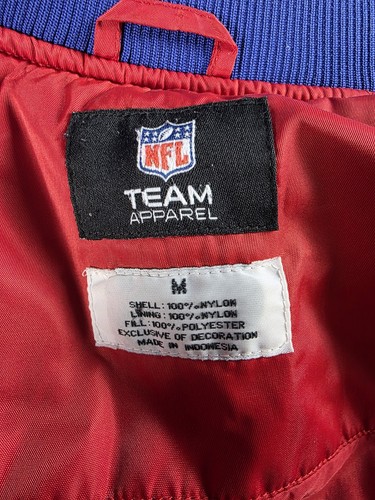 NFL
TEAM
APPAREL
M
SHELL: 100% NYLON
LINING: 100% NYLON
FILL: 100% POLYESTER
EXCLUSIVE OF DECORATION
MADE IN INDONESIA